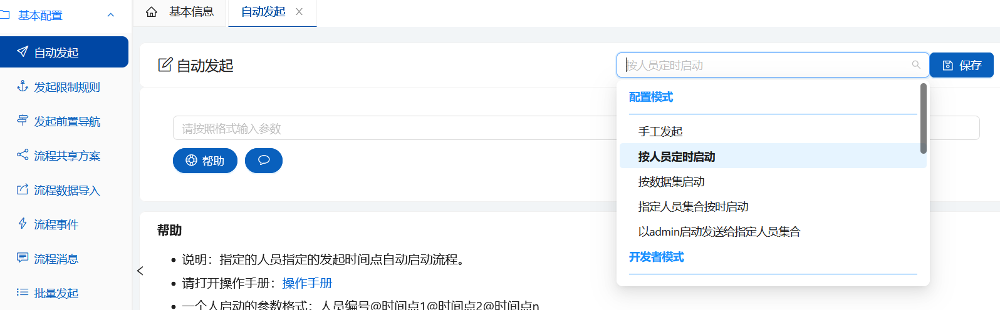 基本配置
基本信息
自动发起
自动发起
发起限制规则
发起前置导航
流程共享方案
流程数据导入
流程事件
流程消息
批量发起
自动发起
按人员定时启动
保存
请按照格式输入参数
帮助
配置模式
手工发起
按人员定时启动
按数据集启动
指定人员集合按时启动
以admin启动发送给指定人员集合
开发者模式
帮助
说明：指定的人员指定的发起时间点自动启动流程。
请打开操作手册：操作手册
一个人启动的参数格式：人员编号@时间点1@时间点2@时间点n